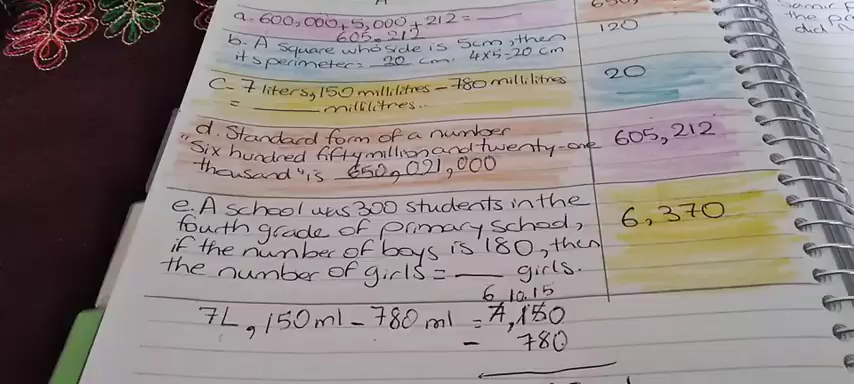 a. 600,000+5,000+212= ___
605,212
120
b. A square who side is 5cm, then
its perimeter= 20 cm. 4x5=20 cm
20
C- 7 liters, 150 millilitres - 780 millilitres
= ___ millilitres..
d. Standard form of a number
"Six hundred fifty million and twenty-one
thousand" is 650,021,000
605,212
e. A school was 300 students in the
fourth grade of primary school,
if the number of boys is 180, then
the number of girls = ___ girls.
6,370
6 10 15
7L, 150ml - 780 ml = 7,150
- 780